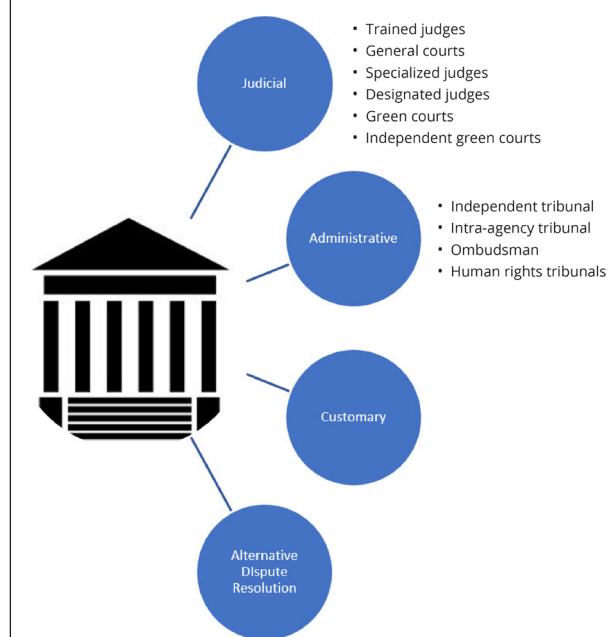 Judicial
• Trained judges
• General courts
• Specialized judges
• Designated judges
• Green courts
• Independent green courts
Administrative
• Independent tribunal
• Intra-agency tribunal
• Ombudsman
• Human rights tribunals
Customary
Alternative
DIspute
Resolution